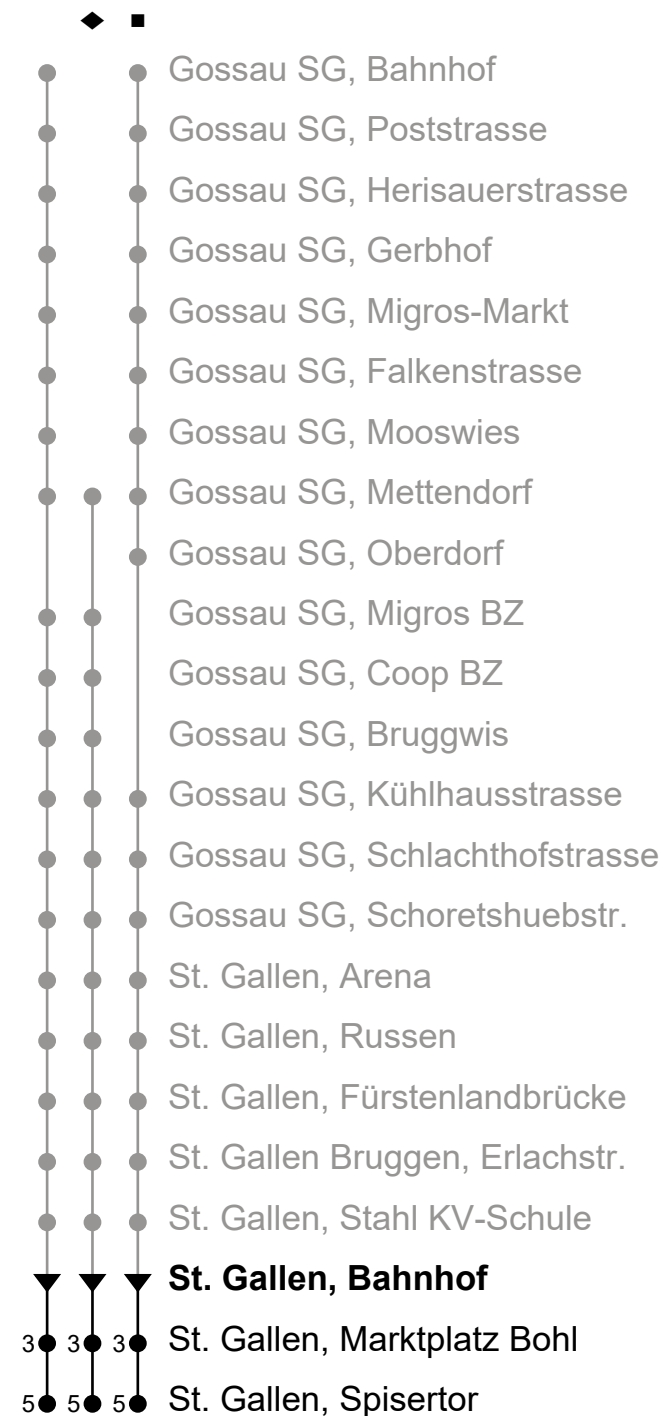 Gossau SG, Bahnhof
Gossau SG, Poststrasse
Gossau SG, Herisauerstrasse
Gossau SG, Gerbhof
Gossau SG, Migros-Markt
Gossau SG, Falkenstrasse
Gossau SG, Mooswies
Gossau SG, Mettendorf
Gossau SG, Oberdorf
Gossau SG, Migros BZ
Gossau SG, Coop BZ
Gossau SG, Bruggwis
Gossau SG, Kühlhausstrasse
Gossau SG, Schlachthofstrasse
Gossau SG, Schoretshuebstr.
St. Gallen, Arena
St. Gallen, Russen
St. Gallen, Fürstenlandbrücke
St. Gallen Bruggen, Erlachstr.
St. Gallen, Stahl KV-Schule
St. Gallen, Bahnhof
3 3 3 St. Gallen, Marktplatz Bohl
5 5 5 St. Gallen, Spisertor